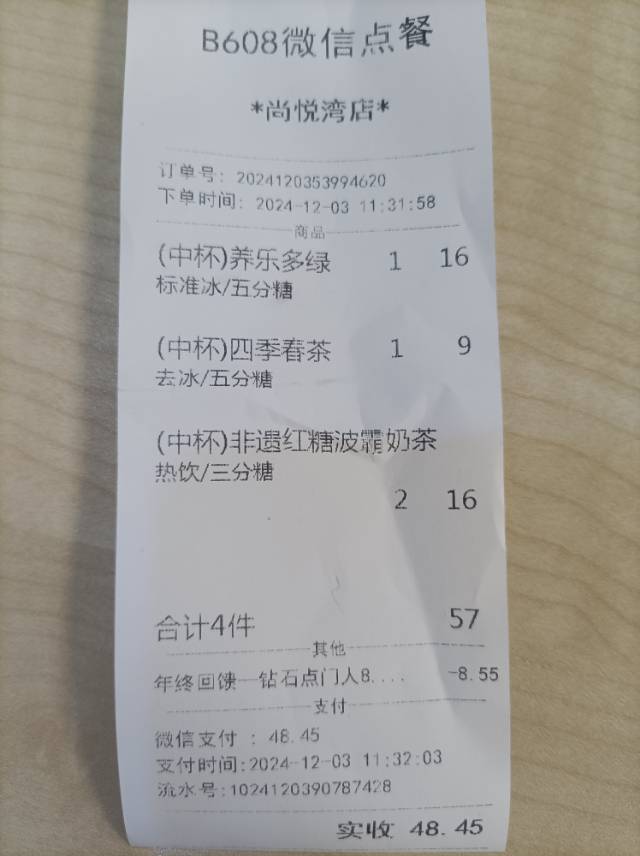 B608微信点餐
*尚悦湾店*
订单号: 2024120353994620
下单时间: 2024-12-03 11:31:58
商品
(中杯)养乐多绿 1 16
标准冰/五分糖
(中杯)四季春茶 1 9
去冰/五分糖
(中杯)非遗红糖波霸奶茶
热饮/三分糖
2 16
合计4件 57
其他
年终回馈—钻石点门人8.... -8.55
支付
微信支付 : 48.45
支付时间:2024-12-03 11:32:03
流水号:1024120390787428
实收 48.45